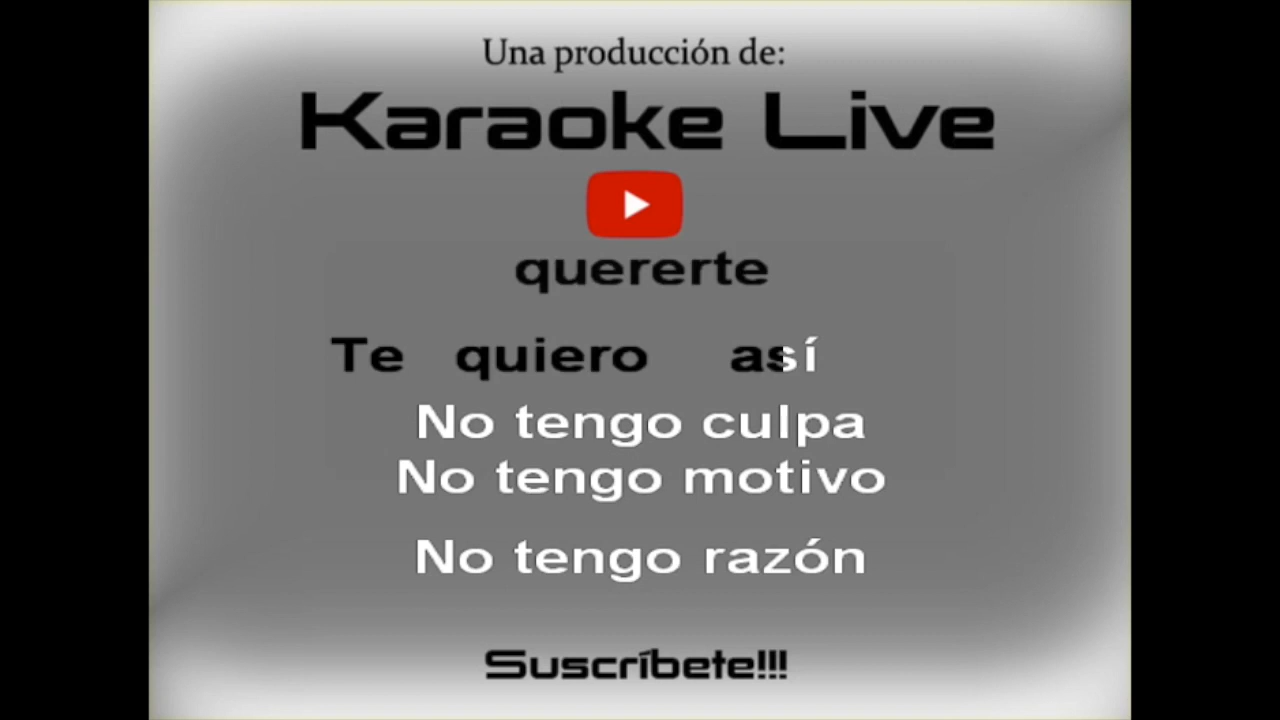 Una producción de:
Karaoke Live
quererte
Te quiero así
No tengo culpa
No tengo motivo
No tengo razón
Suscríbete!!!